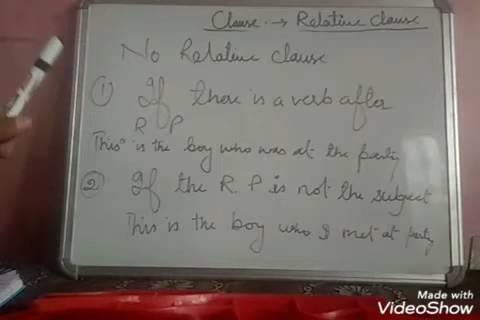 Clause → Relative clause
No Relative clause
① If there is a verb after
R P
This is the boy who was at the party
② If the R.P is not the subject
This is the boy who I met at party
Made with
VideoShow